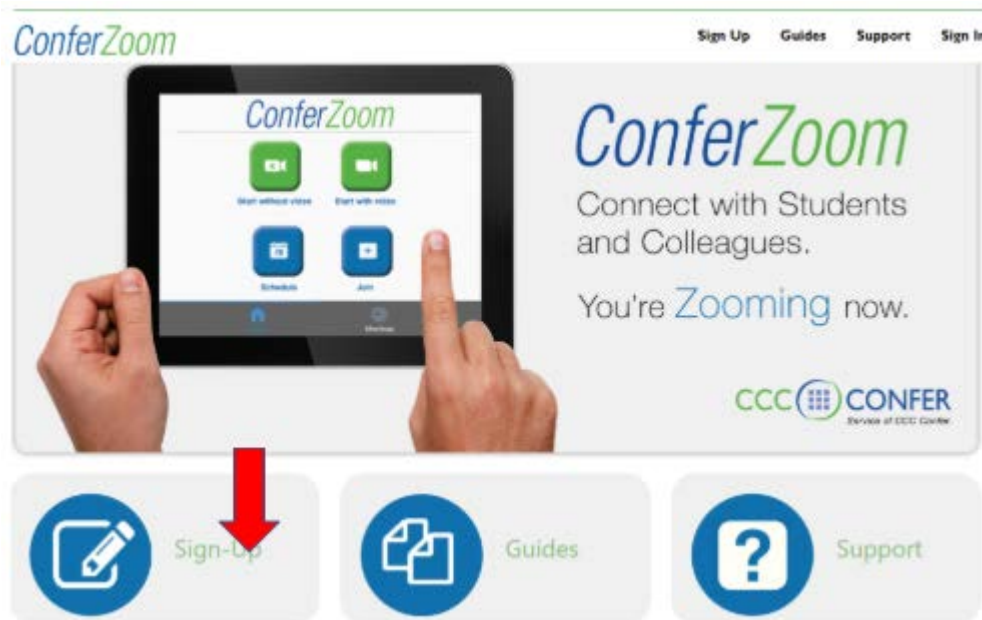 ConferZoom
Sign Up Guides Support Sign In
ConferZoom
Start without video Start with video
Schedule Join
Meetings
ConferZoom
Connect with Students
and Colleagues.
You're Zooming now.
CCC CONFER
Service of CCC Confer
Sign-Up
Guides
Support